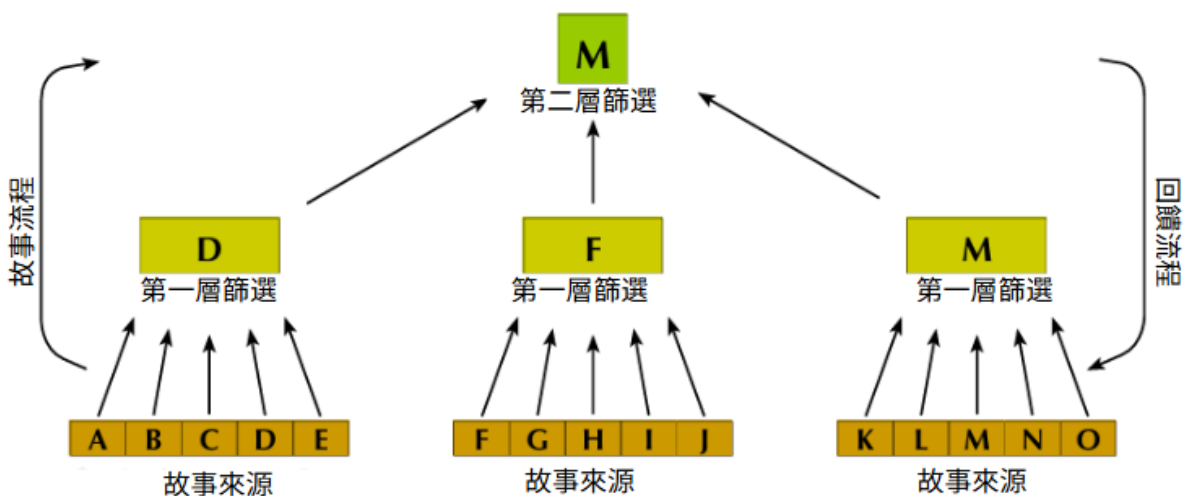 M
第二層篩選
故事流程
回饋流程
D
F
M
第一層篩選
第一層篩選
第一層篩選
A B C D E
F G H I J
K L M N O
故事來源
故事來源
故事來源